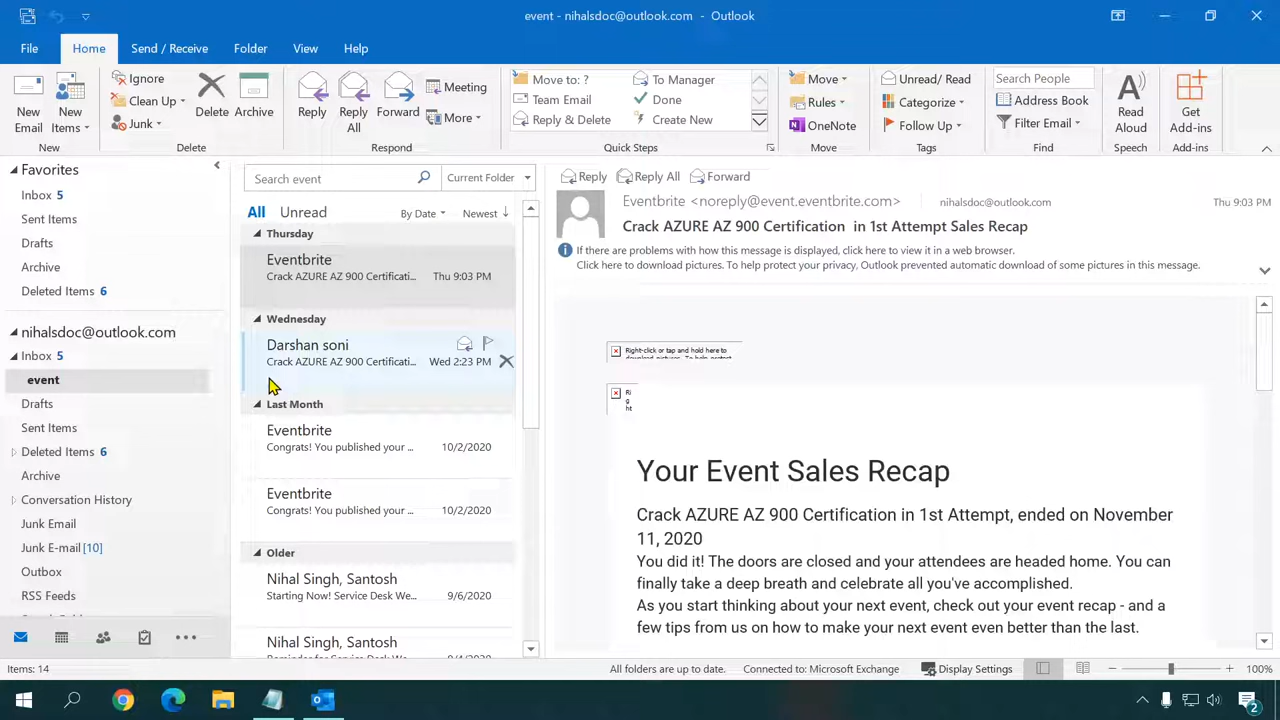 event - nihalsdoc@outlook.com - Outlook
File Home Send / Receive Folder View Help
New Email
New Items
New
Ignore
Clean Up
Junk
Delete
Archive
Delete
Reply
Reply All
Forward
Meeting
More
Respond
Move to: ?
Team Email
Reply & Delete
To Manager
Done
Create New
Quick Steps
Move
Rules
OneNote
Move
Unread/ Read
Categorize
Follow Up
Tags
Search People
Address Book
Filter Email
Find
Read Aloud
Speech
Get Add-ins
Add-ins
Favorites
Inbox 5
Sent Items
Drafts
Archive
Deleted Items 6
nihalsdoc@outlook.com
Inbox 5
event
Drafts
Sent Items
Deleted Items 6
Archive
Conversation History
Junk Email
Junk E-mail [10]
Outbox
RSS Feeds
Search event
Current Folder
All Unread By Date Newest ↓
Thursday
Eventbrite
Crack AZURE AZ 900 Certificati... Thu 9:03 PM
Wednesday
Darshan soni
Crack AZURE AZ 900 Certificati... Wed 2:23 PM
Last Month
Eventbrite
Congrats! You published your ... 10/2/2020
Eventbrite
Congrats! You published your ... 10/2/2020
Older
Nihal Singh, Santosh
Starting Now! Service Desk We... 9/6/2020
Nihal Singh, Santosh
Reply Reply All Forward
Eventbrite <noreply@event.eventbrite.com> nihalsdoc@outlook.com Thu 9:03 PM
Crack AZURE AZ 900 Certification in 1st Attempt Sales Recap
If there are problems with how this message is displayed, click here to view it in a web browser.
Click here to download pictures. To help protect your privacy, Outlook prevented automatic download of some pictures in this message.
Right-click or tap and hold here to
download pictures. To help protect
Ri
g
ht
Your Event Sales Recap
Crack AZURE AZ 900 Certification in 1st Attempt, ended on November
11, 2020
You did it! The doors are closed and your attendees are headed home. You can
finally take a deep breath and celebrate all you've accomplished.
As you start thinking about your next event, check out your event recap - and a
few tips from us on how to make your next event even better than the last.
Items: 14
All folders are up to date. Connected to: Microsoft Exchange Display Settings 100%
2